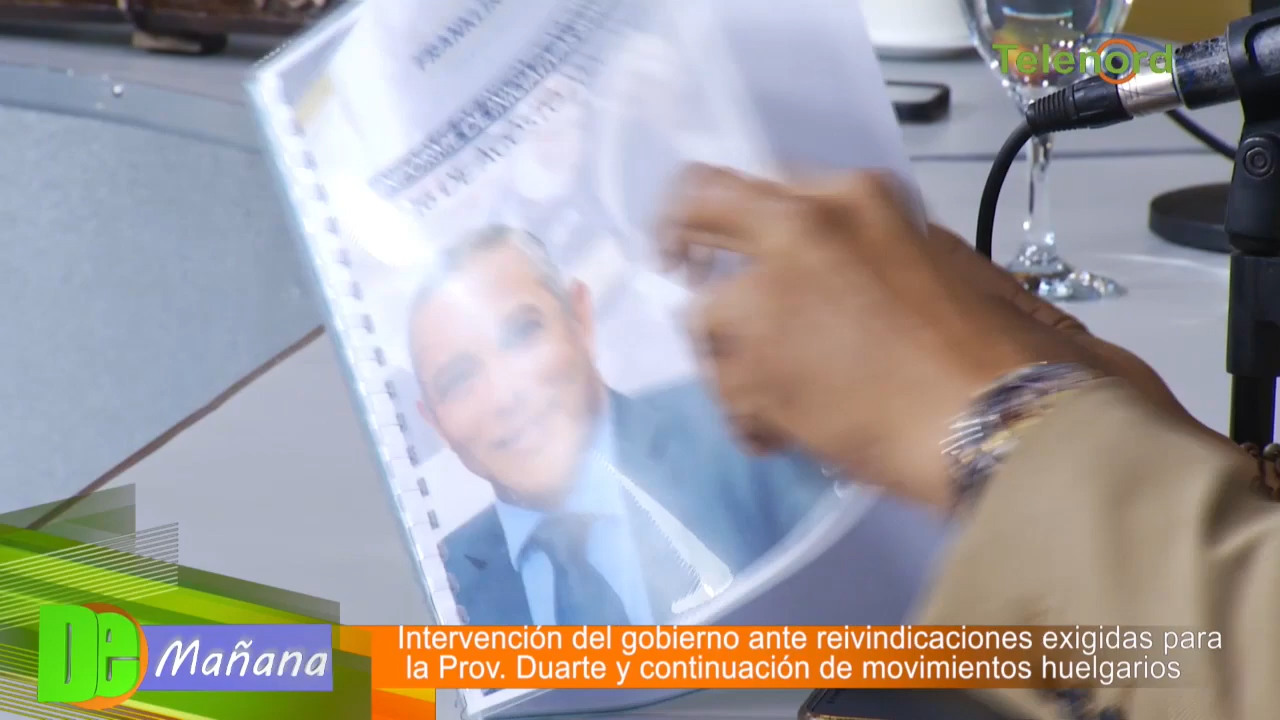 Telenord
Intervención del gobierno ante reivindicaciones exigidas para
la Prov. Duarte y continuación de movimientos huelgarios
De Mañana